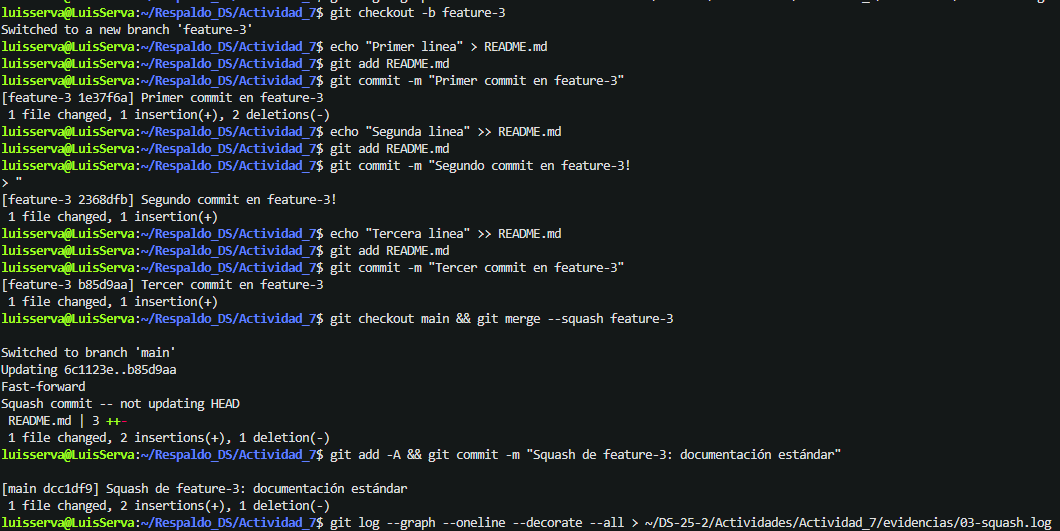 luisserva@LuisServa:~/Respaldo_DS/Actividad_7$ git checkout -b feature-3
Switched to a new branch 'feature-3'
luisserva@LuisServa:~/Respaldo_DS/Actividad_7$ echo "Primer linea" > README.md
luisserva@LuisServa:~/Respaldo_DS/Actividad_7$ git add README.md
luisserva@LuisServa:~/Respaldo_DS/Actividad_7$ git commit -m "Primer commit en feature-3"
[feature-3 1e37f6a] Primer commit en feature-3
 1 file changed, 1 insertion(+), 2 deletions(-)
luisserva@LuisServa:~/Respaldo_DS/Actividad_7$ echo "Segunda linea" >> README.md
luisserva@LuisServa:~/Respaldo_DS/Actividad_7$ git add README.md
luisserva@LuisServa:~/Respaldo_DS/Actividad_7$ git commit -m "Segundo commit en feature-3!
> "
[feature-3 2368dfb] Segundo commit en feature-3!
 1 file changed, 1 insertion(+)
luisserva@LuisServa:~/Respaldo_DS/Actividad_7$ echo "Tercera linea" >> README.md
luisserva@LuisServa:~/Respaldo_DS/Actividad_7$ git add README.md
luisserva@LuisServa:~/Respaldo_DS/Actividad_7$ git commit -m "Tercer commit en feature-3"
[feature-3 b85d9aa] Tercer commit en feature-3
 1 file changed, 1 insertion(+)
luisserva@LuisServa:~/Respaldo_DS/Actividad_7$ git checkout main && git merge --squash feature-3
Switched to branch 'main'
Updating 6c1123e..b85d9aa
Fast-forward
Squash commit -- not updating HEAD
 README.md | 3 ++-
 1 file changed, 2 insertions(+), 1 deletion(-)
luisserva@LuisServa:~/Respaldo_DS/Actividad_7$ git add -A && git commit -m "Squash de feature-3: documentación estándar"
[main dcc1df9] Squash de feature-3: documentación estándar
 1 file changed, 2 insertions(+), 1 deletion(-)
luisserva@LuisServa:~/Respaldo_DS/Actividad_7$ git log --graph --oneline --decorate --all > ~/DS-25-2/Actividades/Actividad_7/evidencias/03-squash.log